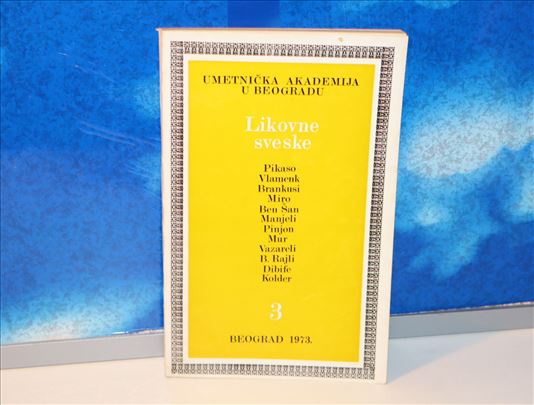 UMETNIČKA AKADEMIJA
U BEOGRADU
Likovne
sveske
Pikaso
Vlamenk
Brankusi
Miro
Ben Šan
Manjeli
Pinjon
Mur
Vazareli
B. Rajli
Dibife
Kolder
3
BEOGRAD 1973.